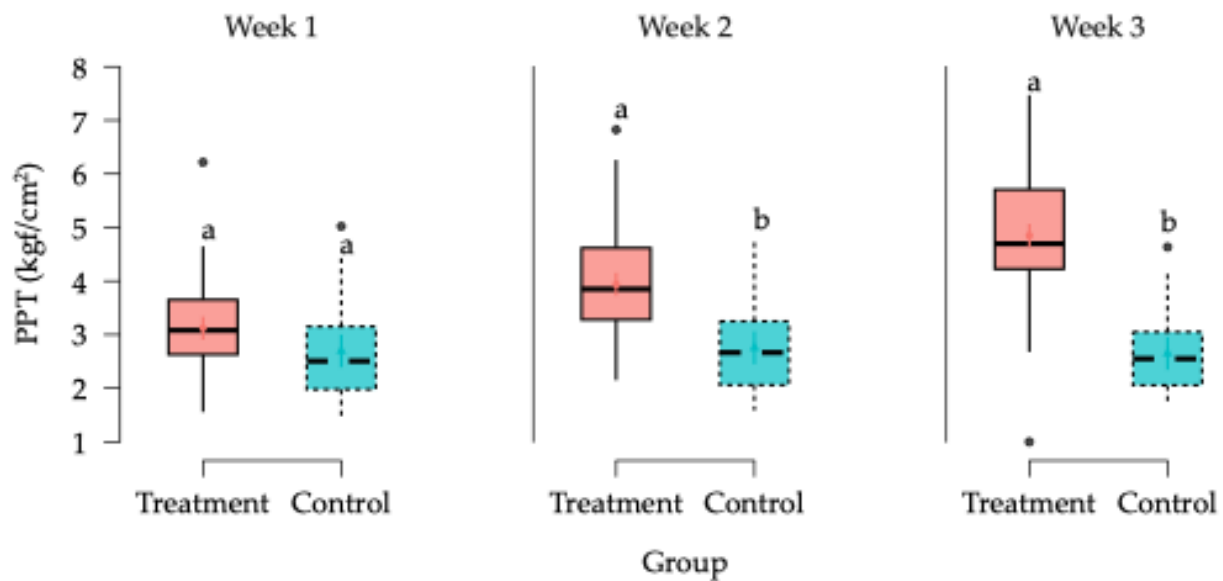 Week 1 Week 2 Week 3
PPT (kgf/cm²)
8
7
6
5
4
3
2
1
a a a b a b
Treatment Control Treatment Control Treatment Control
Group